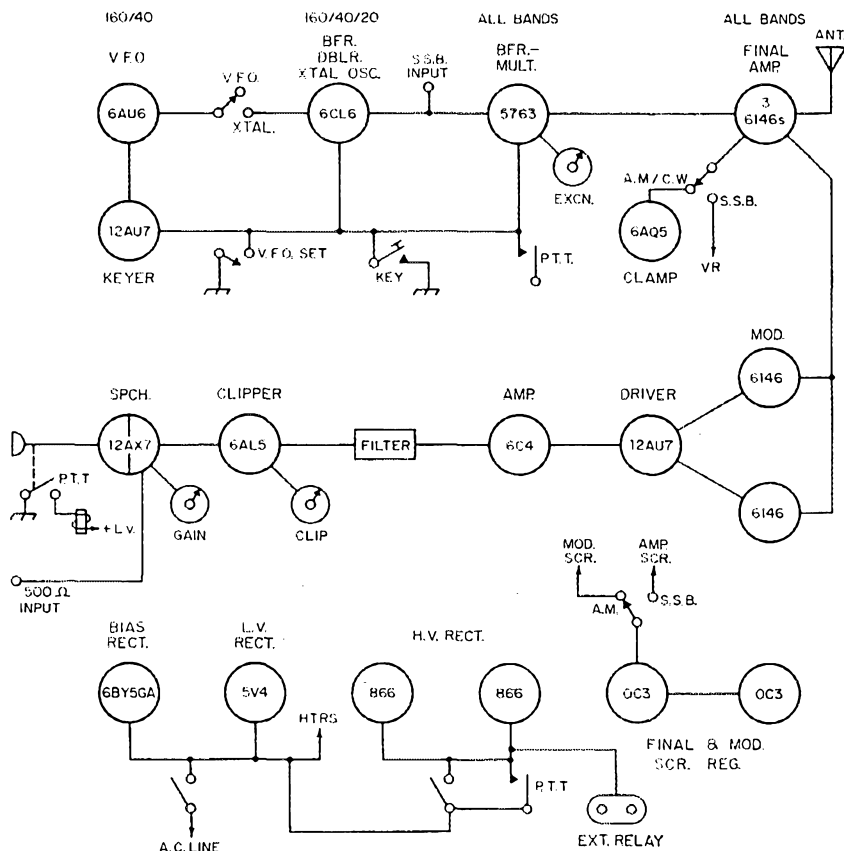 160/40
160/40/20
ALL BANDS
ALL BANDS
V.F.O.
BFR.
DBLR.
XTAL OSC.
S.S.B.
INPUT
BFR.-
MULT.
FINAL
AMP.
ANT.
6AU6
V.F.O.
XTAL.
6CL6
5763
3
6146s
EXCN.
A.M./C.W.
S.S.B.
12AU7
V.F.O. SET
KEY
P.T.T.
6AQ5
VR
KEYER
CLAMP
MOD.
6146
SPCH.
CLIPPER
AMP.
DRIVER
12AX7
6AL5
FILTER
6C4
12AU7
P.T.T
+L.V.
GAIN
CLIP
6146
500Ω
INPUT
MOD.
SCR.
AMP.
SCR.
A.M.
S.S.B.
BIAS
RECT.
L.V.
RECT.
H.V. RECT.
6BY5GA
5V4
866
866
OC3
OC3
HTRS
FINAL & MOD.
SCR. REG.
P.T.T
A.C. LINE
EXT. RELAY